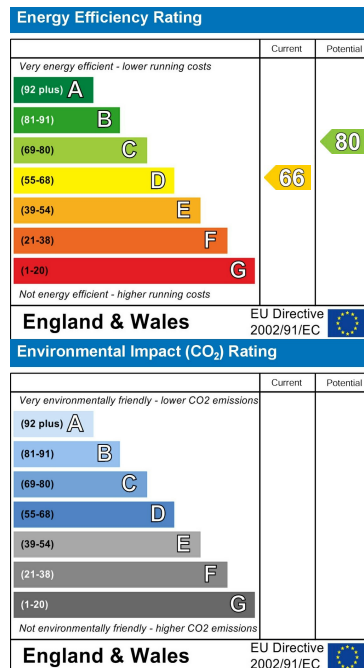 Energy Efficiency Rating
Current Potential
Very energy efficient - lower running costs
(92 plus) A
(81-91) B
(69-80) C
(55-68) D
(39-54) E
(21-38) F
(1-20) G
80
66
Not energy efficient - higher running costs
England & Wales
EU Directive
2002/91/EC
Environmental Impact (CO₂) Rating
Current Potential
Very environmentally friendly - lower CO2 emissions
(92 plus) A
(81-91) B
(69-80) C
(55-68) D
(39-54) E
(21-38) F
(1-20) G
Not environmentally friendly - higher CO2 emissions
England & Wales
EU Directive
2002/91/EC